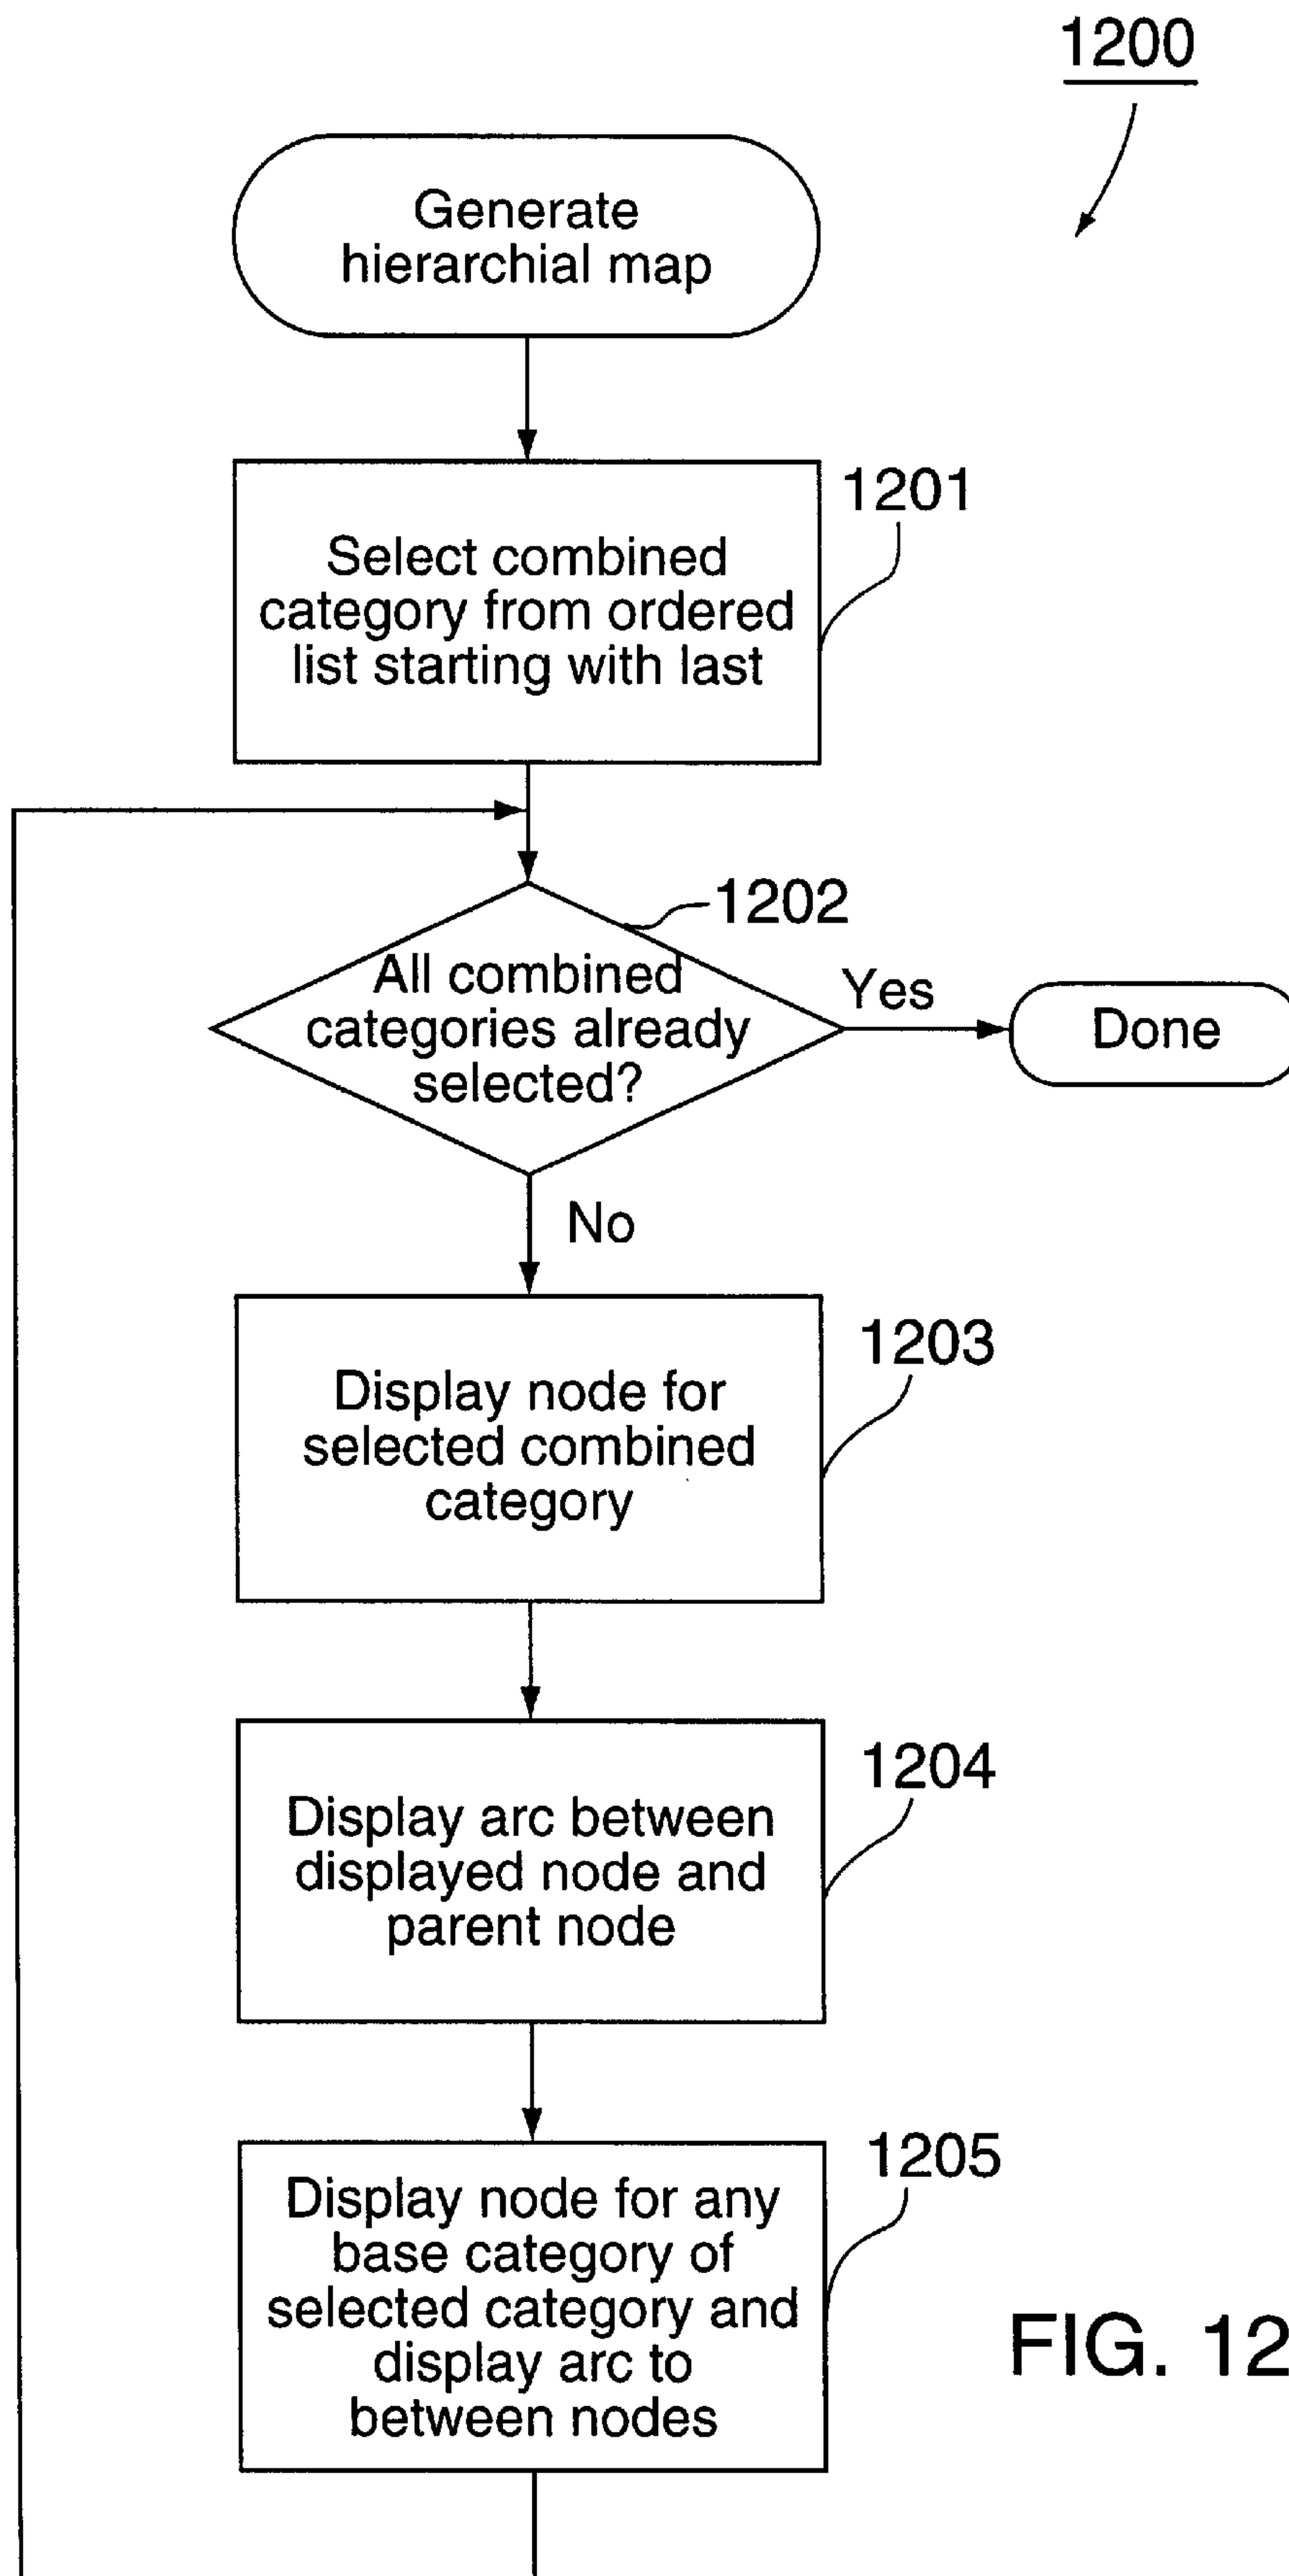 1200
Generate
hierarchial map
1201
Select combined
category from ordered
list starting with last
1202
All combined
categories already
selected?
Yes
Done
No
1203
Display node for
selected combined
category
1204
Display arc between
displayed node and
parent node
1205
Display node for any
base category of
selected category and
display arc to
between nodes
FIG. 12